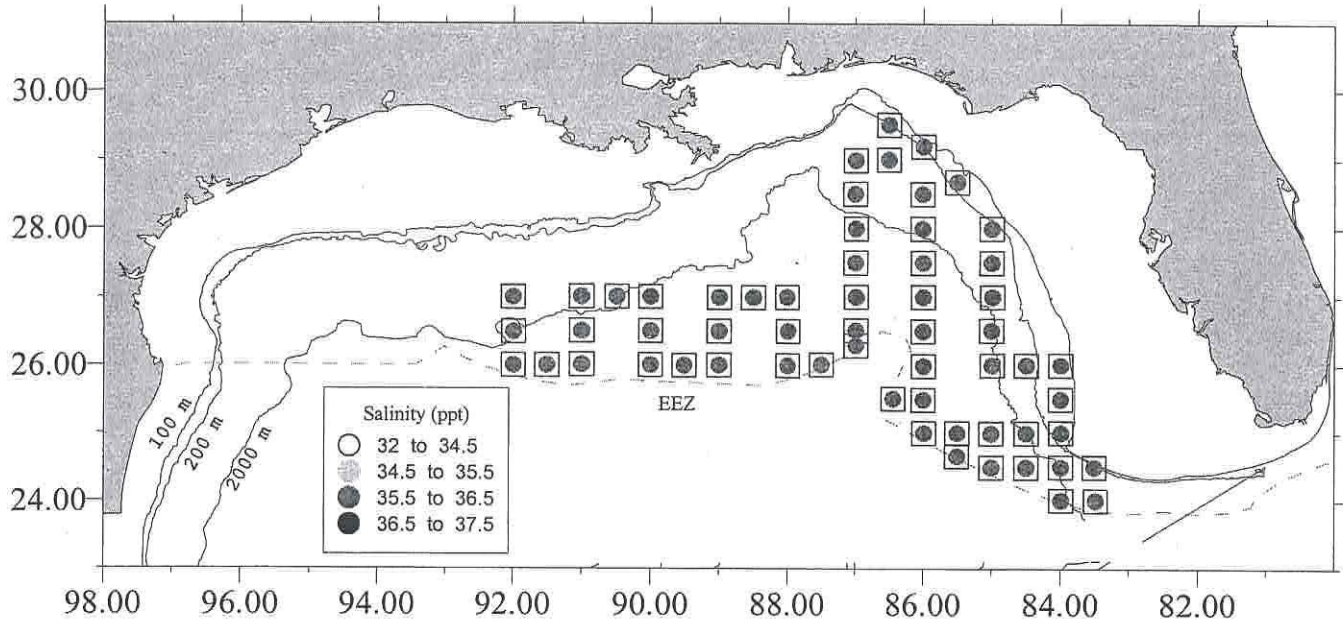 30.00
28.00
26.00
24.00
100 m
200 m
2000 m
EEZ
Salinity (ppt)
32 to 34.5
34.5 to 35.5
35.5 to 36.5
36.5 to 37.5
98.00 96.00 94.00 92.00 90.00 88.00 86.00 84.00 82.00